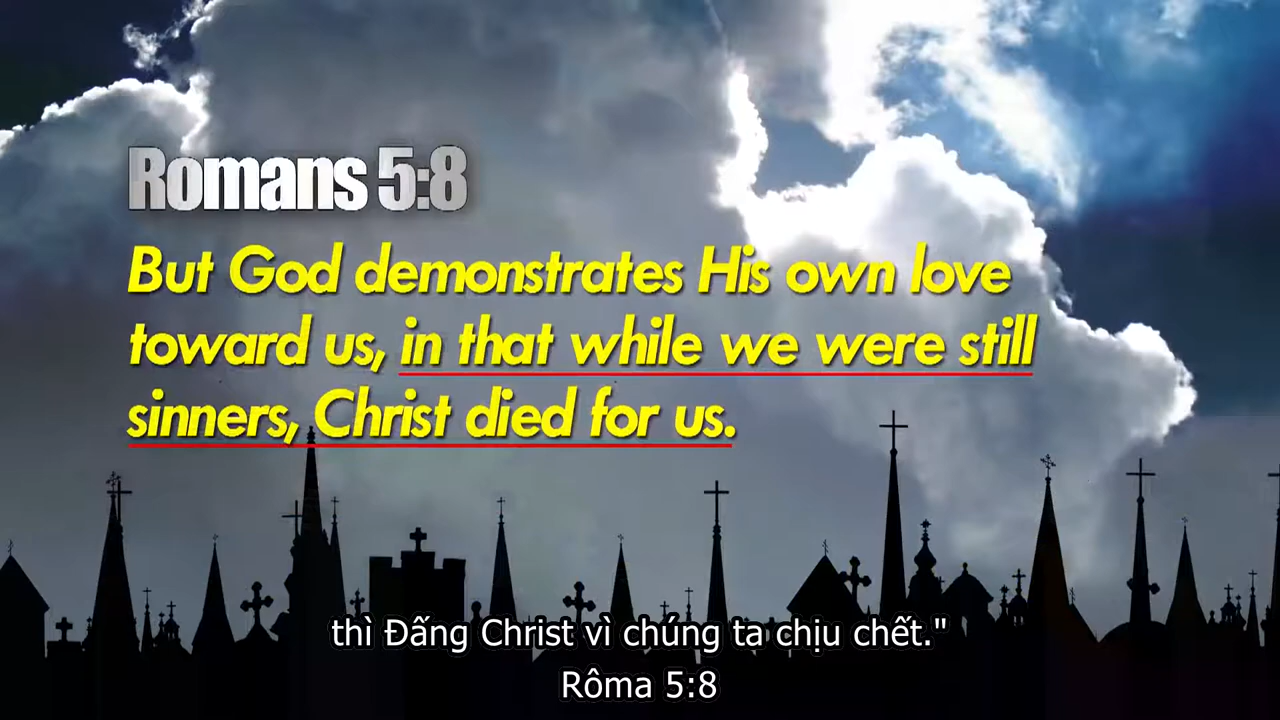 Romans 5:8
But God demonstrates His own love
toward us, in that while we were still
sinners, Christ died for us.
thì Đấng Christ vì chúng ta chịu chết."
Rôma 5:8